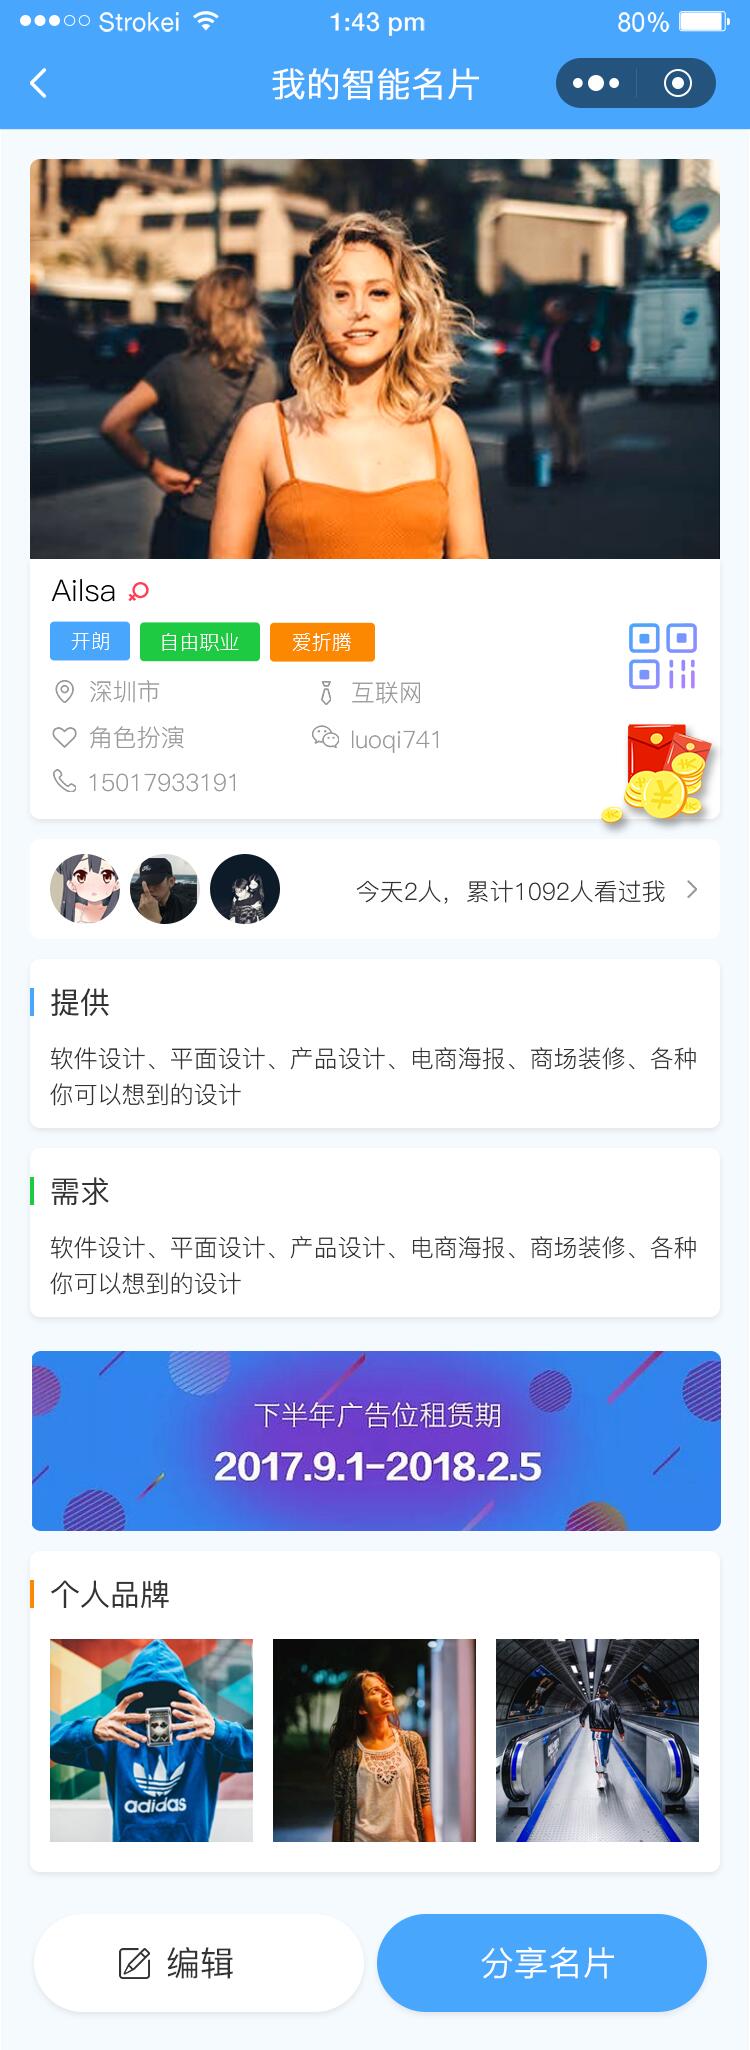 Strokei 1:43 pm 80%
我的智能名片
Ailsa
开朗 自由职业 爱折腾
深圳市 互联网
角色扮演 luoqi741
15017933191
今天2人，累计1092人看过我
提供
软件设计、平面设计、产品设计、电商海报、商场装修、各种
你可以想到的设计
需求
软件设计、平面设计、产品设计、电商海报、商场装修、各种
你可以想到的设计
下半年广告位租赁期
2017.9.1-2018.2.5
个人品牌
adidas
编辑 分享名片